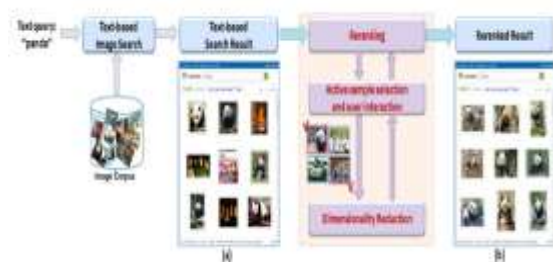 Text query:
"panda"
Text-based
Image Search
Text-based
Search Result
Reranking
Reranked Result
Active sample selection
and user interaction
Image Corpus
Dimensionality Reduction
(a)
(b)